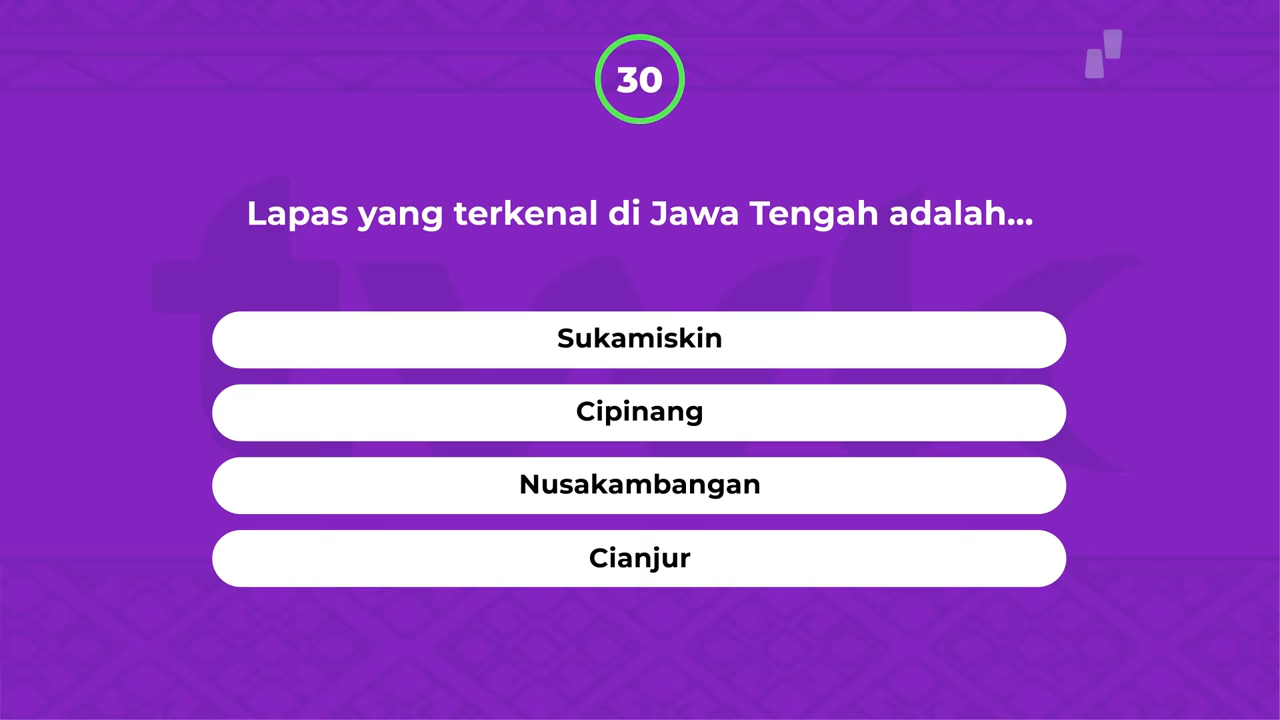 30
Lapas yang terkenal di Jawa Tengah adalah...
Sukamiskin
Cipinang
Nusakambangan
Cianjur